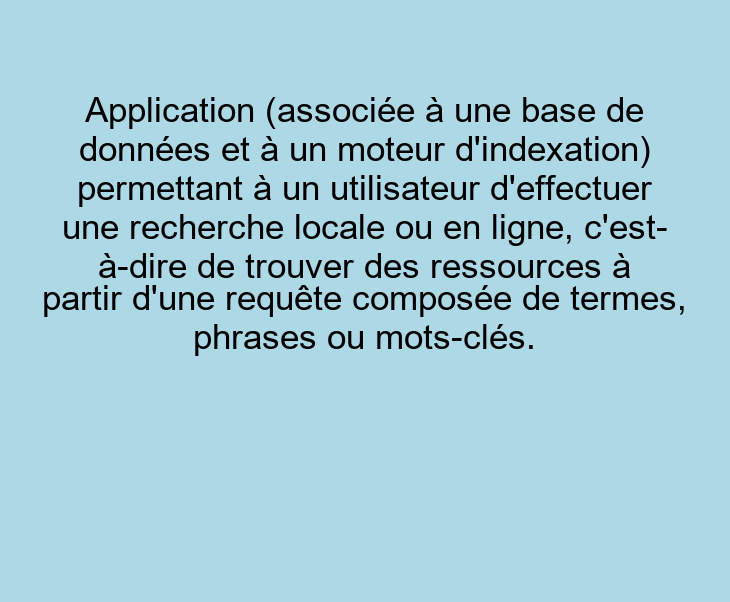 Application (associée à une base de
données et à un moteur d'indexation)
permettant à un utilisateur d'effectuer
une recherche locale ou en ligne, c'est-
à-dire de trouver des ressources à
partir d'une requête composée de termes,
phrases ou mots-clés.